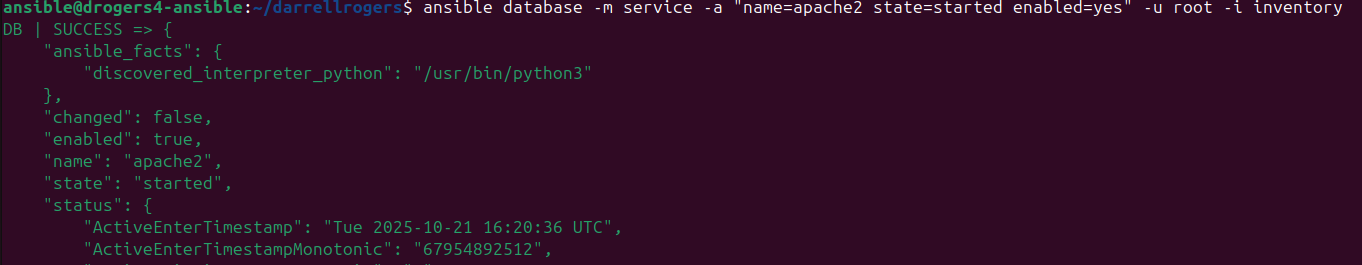 ansible@drogers4-ansible:~/darrellrogers$ ansible database -m service -a "name=apache2 state=started enabled=yes" -u root -i inventory
DB | SUCCESS => {
    "ansible_facts": {
        "discovered_interpreter_python": "/usr/bin/python3"
    },
    "changed": false,
    "enabled": true,
    "name": "apache2",
    "state": "started",
    "status": {
        "ActiveEnterTimestamp": "Tue 2025-10-21 16:20:36 UTC",
        "ActiveEnterTimestampMonotonic": "67954892512",